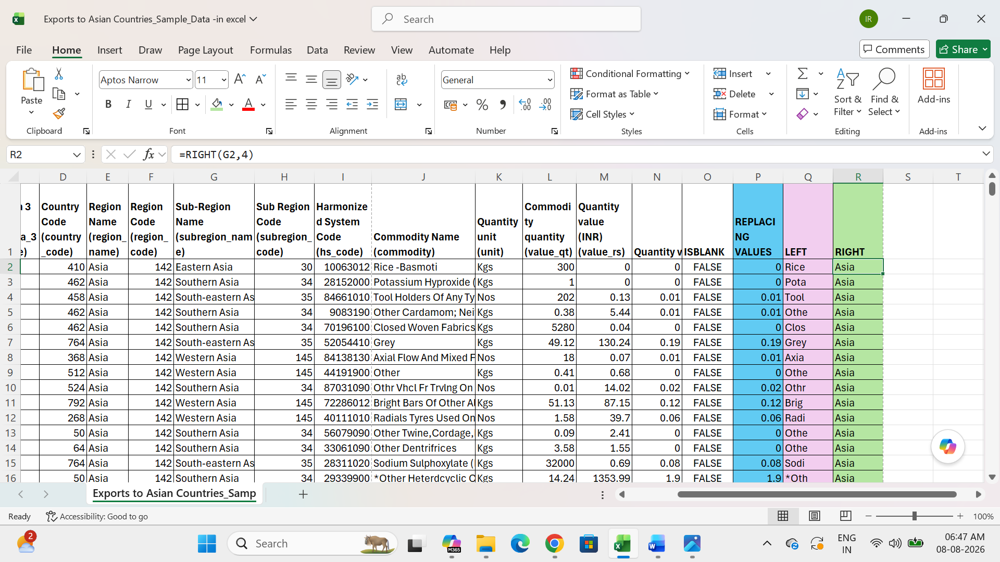 Exports to Asian Countries_Sample_Data -in excel
Search
IR
File Home Insert Draw Page Layout Formulas Data Review View Automate Help
Comments
Share
Paste
Clipboard
Aptos Narrow
11
B I U
Font
Alignment
General
Number
Conditional Formatting
Format as Table
Cell Styles
Styles
Insert
Delete
Format
Cells
Sort & Filter
Find & Select
Editing
Add-ins
Add-ins
R2
fx
=RIGHT(G2,4)
D E F G H I J K L M N O P Q R S T
1 Country Code (country_code) Region Name (region_name) Region Code (region_code) Sub-Region Name (subregion_name) Sub Region Code (subregion_code) Harmonized System Code (hs_code) Commodity Name (commodity) Quantity unit (unit) Commodity quantity (value_qt) Quantity value (INR) (value_rs) Quantity v ISBLANK REPLACING VALUES LEFT RIGHT
2 410 Asia 142 Eastern Asia 30 10063012 Rice -Basmoti Kgs 300 0 0 FALSE 0 Rice Asia
3 462 Asia 142 Southern Asia 34 28152000 Potassium Hyproxide ( Kgs 1 0 0 FALSE 0 Pota Asia
4 458 Asia 142 South-eastern As 35 84661010 Tool Holders Of Any Ty Nos 202 0.13 0.01 FALSE 0.01 Tool Asia
5 462 Asia 142 Southern Asia 34 9083190 Other Cardamom; Nei Kgs 0.38 5.44 0.01 FALSE 0.01 Othe Asia
6 462 Asia 142 Southern Asia 34 70196100 Closed Woven Fabrics Kgs 5280 0.04 0 FALSE 0 Clos Asia
7 764 Asia 142 South-eastern As 35 52054410 Grey Kgs 49.12 130.24 0.19 FALSE 0.19 Grey Asia
8 368 Asia 142 Western Asia 145 84138130 Axial Flow And Mixed F Nos 18 0.07 0.01 FALSE 0.01 Axia Asia
9 512 Asia 142 Western Asia 145 44191900 Other Kgs 0.41 0.68 0 FALSE 0 Othe Asia
10 524 Asia 142 Southern Asia 34 87031090 Othr Vhcl Fr Trvlng On Nos 0.01 14.02 0.02 FALSE 0.02 Othr Asia
11 792 Asia 142 Western Asia 145 72286012 Bright Bars Of Other Al Kgs 51.13 87.15 0.12 FALSE 0.12 Brig Asia
12 268 Asia 142 Western Asia 145 40111010 Radials Tyres Used On Nos 1.58 39.7 0.06 FALSE 0.06 Radi Asia
13 50 Asia 142 Southern Asia 34 56079090 Other Twine,Cordage, Kgs 0.09 2.41 0 FALSE 0 Othe Asia
14 64 Asia 142 Southern Asia 34 33061090 Other Dentrifrices Kgs 3.58 1.55 0 FALSE 0 Othe Asia
15 764 Asia 142 South-eastern As 35 28311020 Sodium Sulphoxylate ( Kgs 32000 0.69 0.08 FALSE 0.08 Sodi Asia
16 50 Asia 142 Southern Asia 34 29339900 *Other Heterdcyclic C Kgs 14.24 1353.99 1.9 FALSE 1.9 *Oth Asia
Exports to Asian Countries_Samp
Ready
Accessibility: Good to go
100%
2
Search
M365
ENG
IN
06:47 AM
08-08-2026